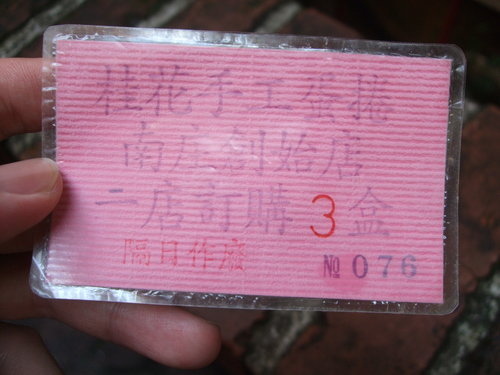 桂花手工蛋捲
南庄創始店
二店訂購 3 盒
隔日作廢
№ 076